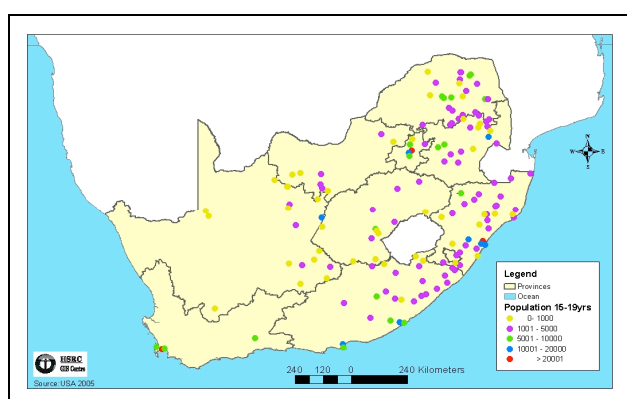 N
W
E
S
Legend
Provinces
Ocean
Population 15-19yrs
0- 1000
1001 - 5000
5001 - 10000
10001 - 20000
> 20001
HSRC
GIS Centre
Source: USA 2005
240 120 0 240 Kilometers